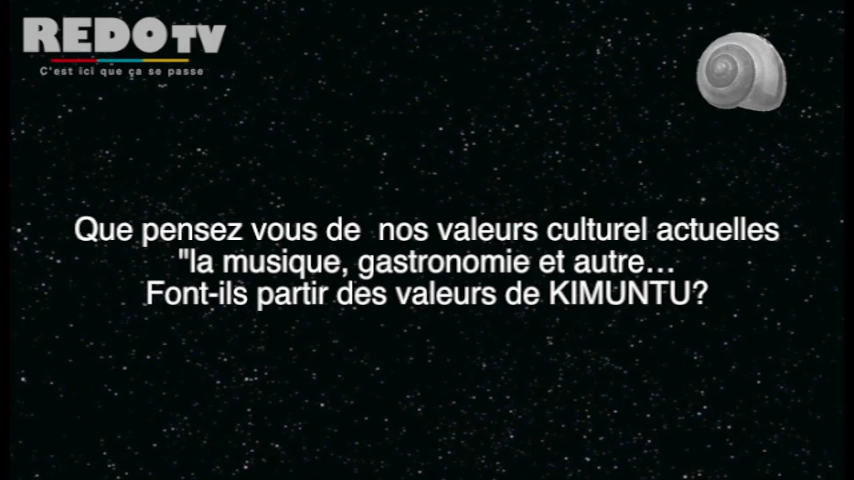 REDO TV
C'est ici que ça se passe
Que pensez vous de nos valeurs culturel actuelles
"la musique, gastronomie et autre...
Font-ils partir des valeurs de KIMUNTU?